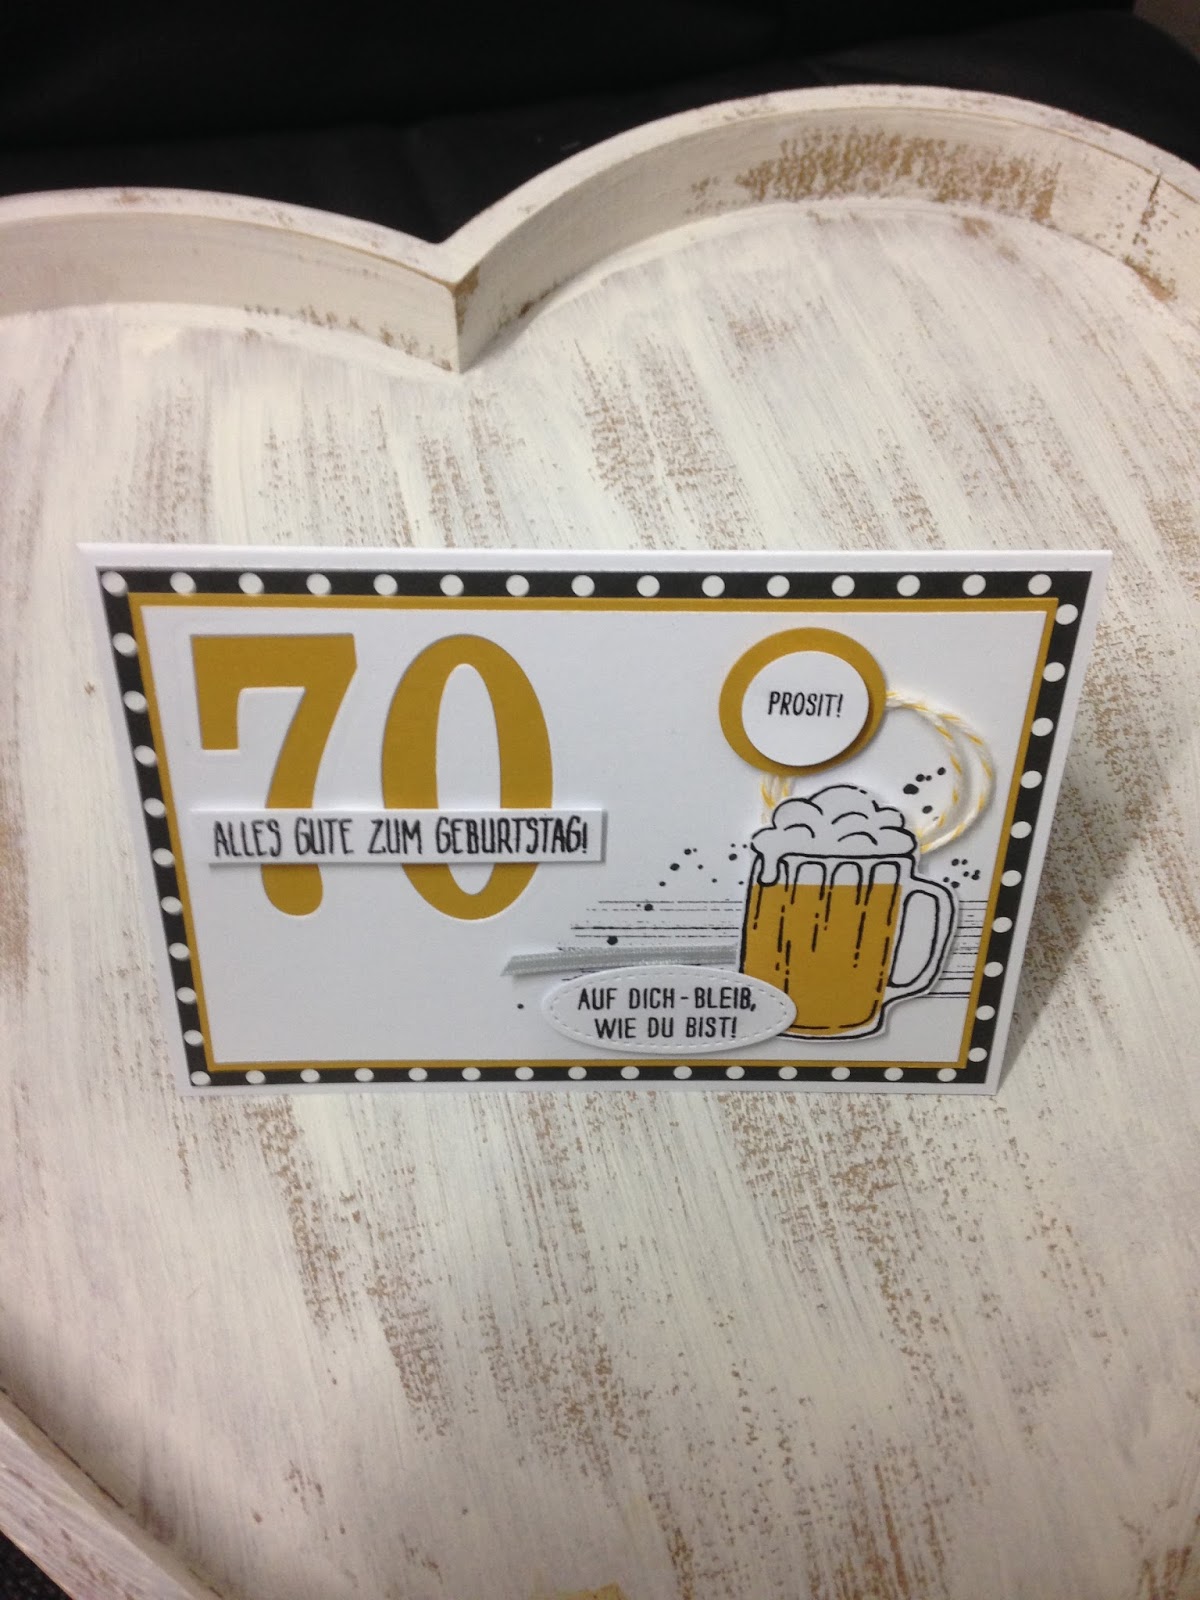 70
ALLES GUTE ZUM GEBURTSTAG!
PROSIT!
AUF DICH - BLEIB,
WIE DU BIST!